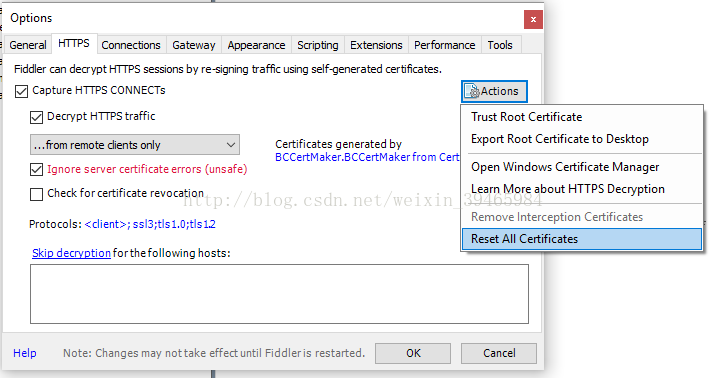 Options
General HTTPS Connections Gateway Appearance Scripting Extensions Performance Tools
Fiddler can decrypt HTTPS sessions by re-signing traffic using self-generated certificates.
Capture HTTPS CONNECTs
Actions
Decrypt HTTPS traffic
...from remote clients only
Certificates generated by
BCCertMaker.BCCertMaker from Cert
Ignore server certificate errors (unsafe)
Check for certificate revocation
Protocols: <client>; ssl3;tls1.0;tls1.2
Skip decryption for the following hosts:
Trust Root Certificate
Export Root Certificate to Desktop
Open Windows Certificate Manager
Learn More about HTTPS Decryption
Remove Interception Certificates
Reset All Certificates
http://blog.csdn.net/weixin_39465984
Help Note: Changes may not take effect until Fiddler is restarted. OK Cancel